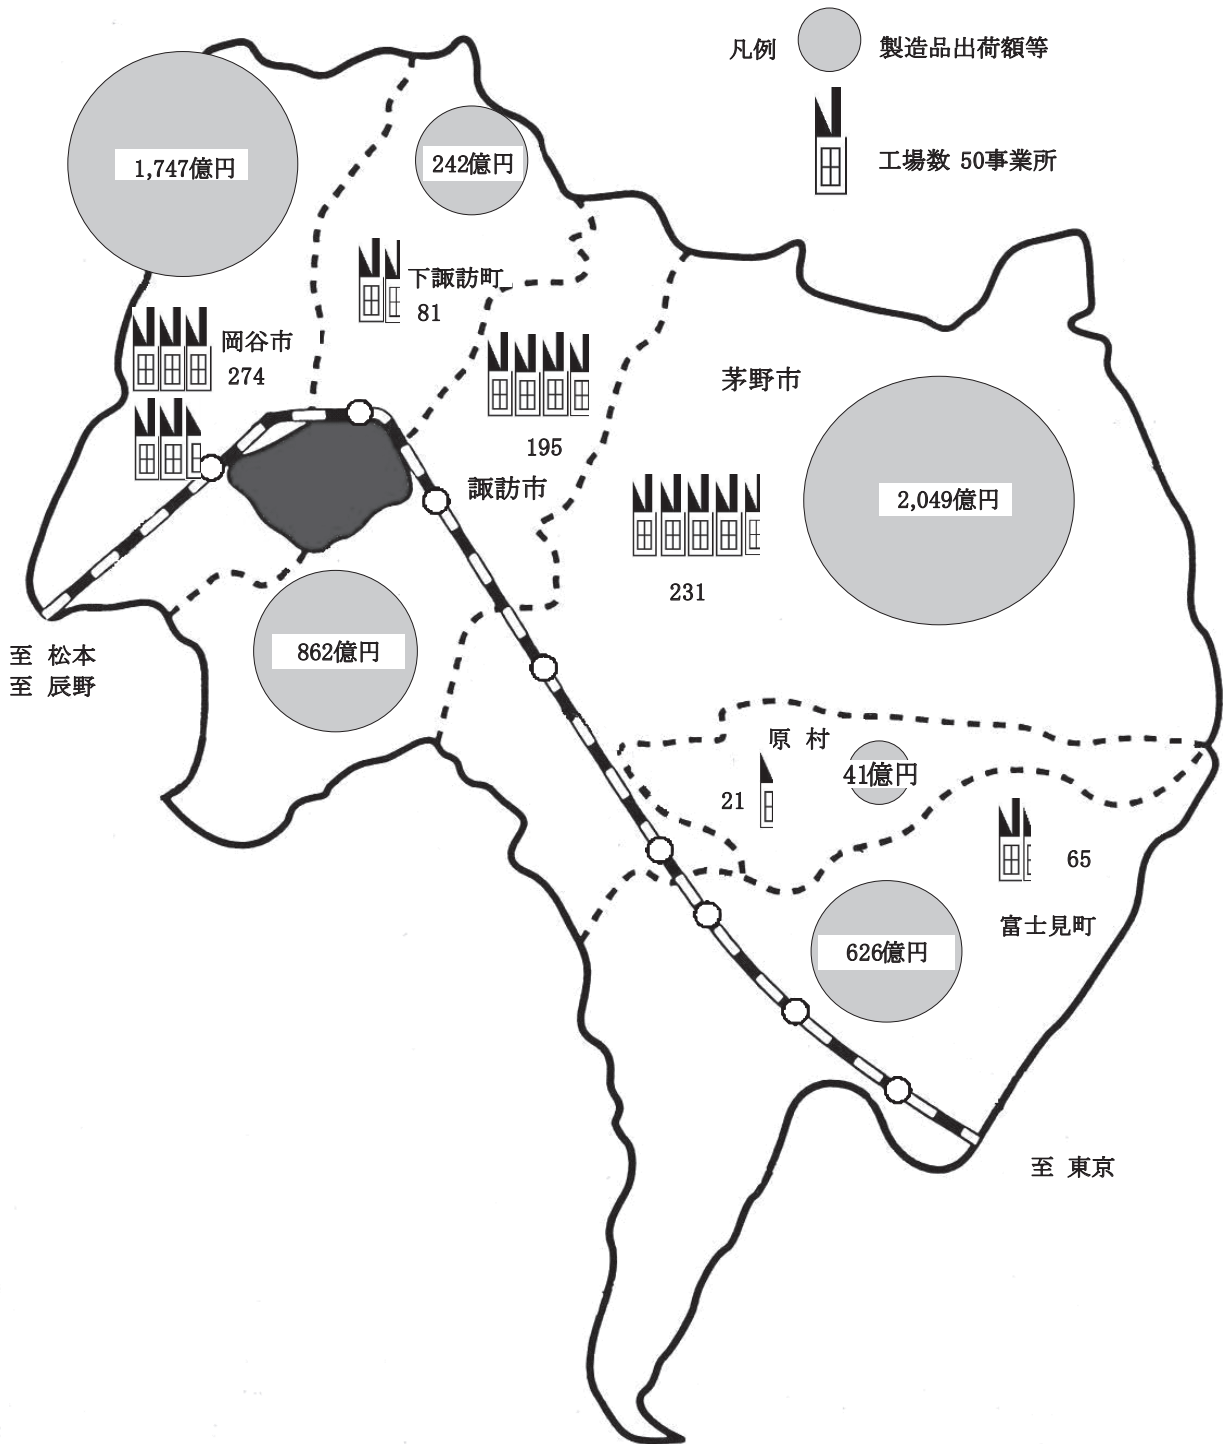 凡例
製造品出荷額等
工場数 50事業所
1,747億円
242億円
下諏訪町
81
岡谷市
274
195
諏訪市
茅野市
2,049億円
231
862億円
至 松本
至 辰野
原 村
41億円
21
65
富士見町
626億円
至 東京